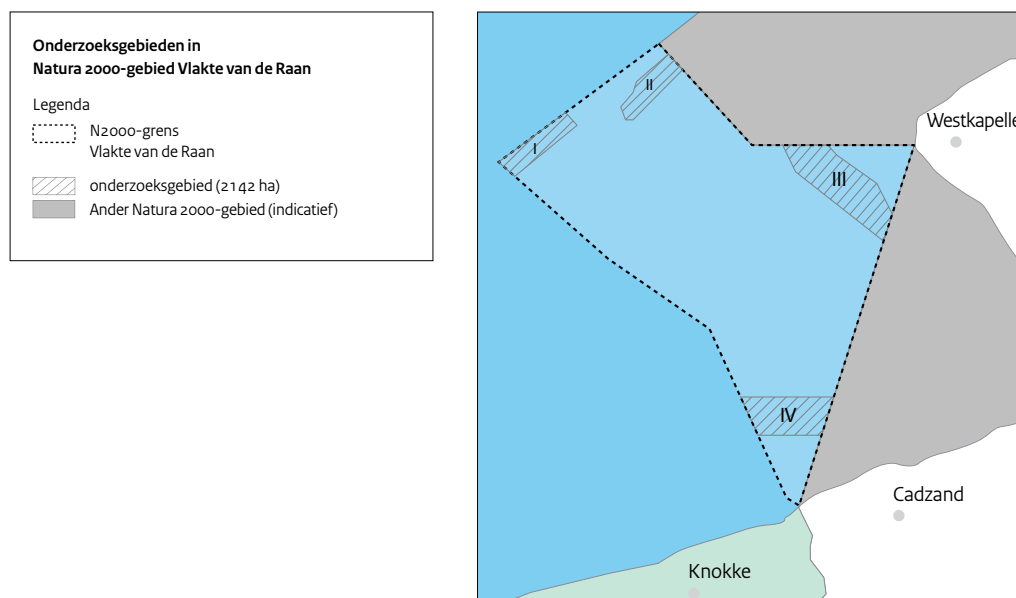 Onderzoeksgebieden in
Natura 2000-gebied Vlakte van de Raan
Legenda
N2000-grens
Vlakte van de Raan
onderzoeksgebied (2142 ha)
Ander Natura 2000-gebied (indicatief)
II
I
Westkapelle
III
IV
Cadzand
Knokke